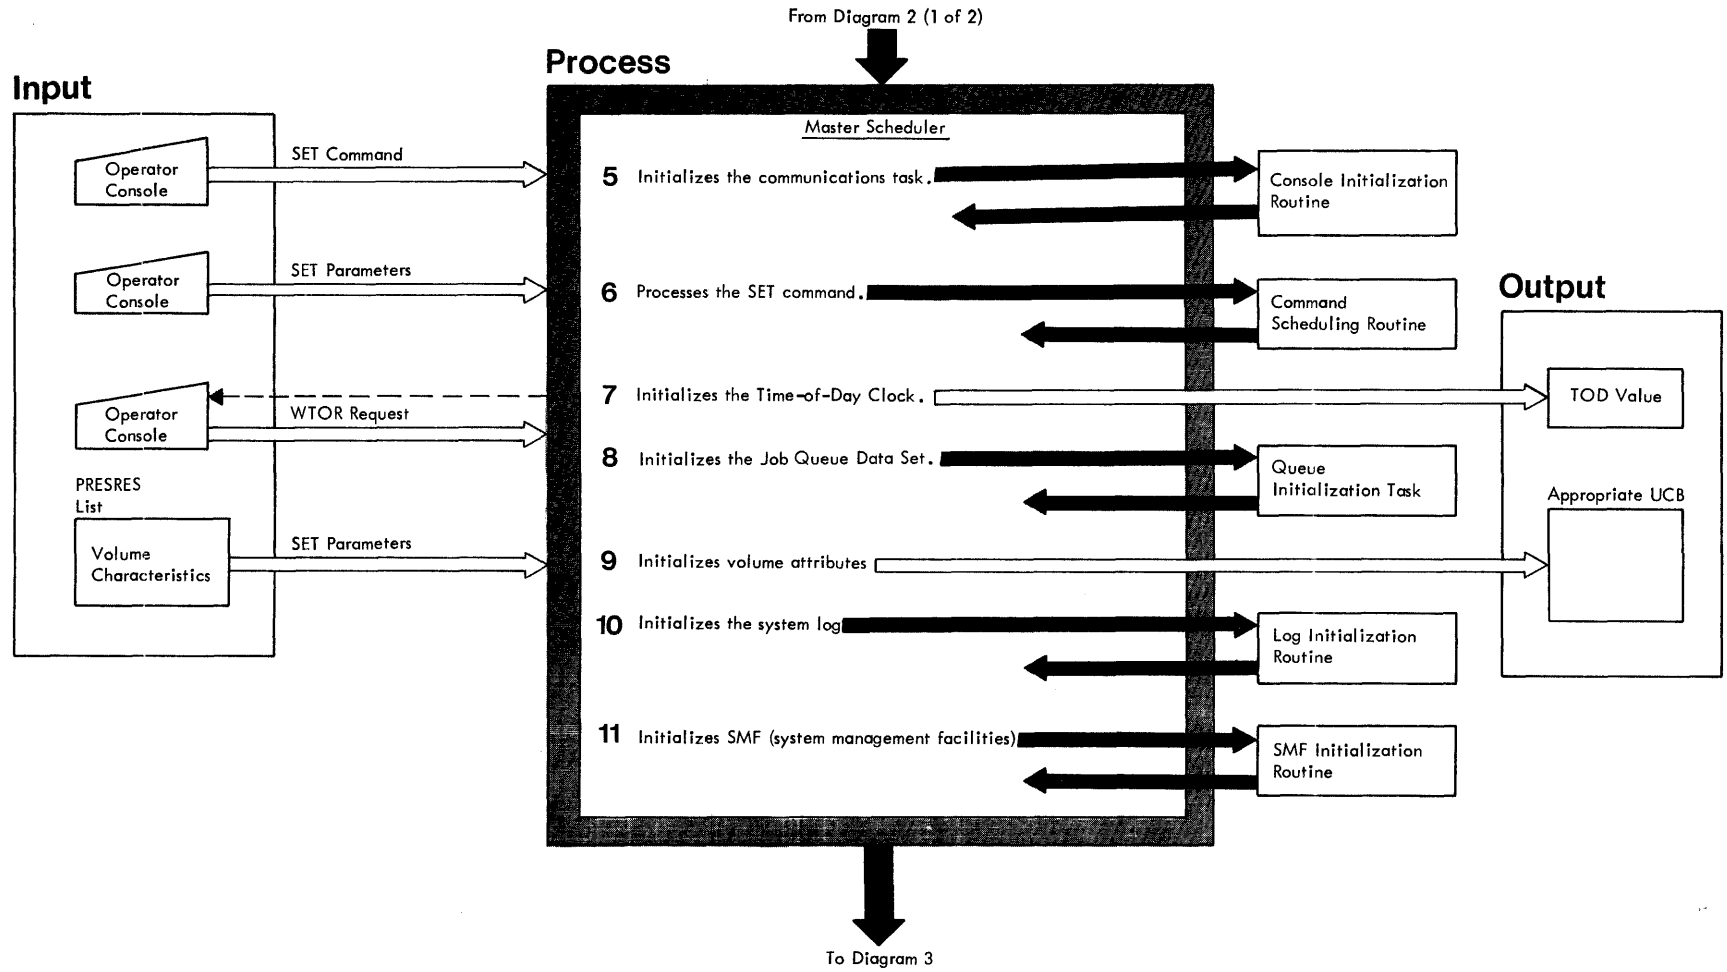 From Diagram 2 (1 of 2)
Input
Operator
Console
SET Command
Operator
Console
SET Parameters
Operator
Console
WTOR Request
PRESRES
List
Volume
Characteristics
SET Parameters
Process
Master Scheduler
5 Initializes the communications task.
6 Processes the SET command.
7 Initializes the Time-of-Day Clock.
8 Initializes the Job Queue Data Set.
9 Initializes volume attributes
10 Initializes the system log
11 Initializes SMF (system management facilities)
Console Initialization
Routine
Command
Scheduling Routine
Queue
Initialization Task
Log Initialization
Routine
SMF Initialization
Routine
Output
TOD Value
Appropriate UCB
To Diagram 3